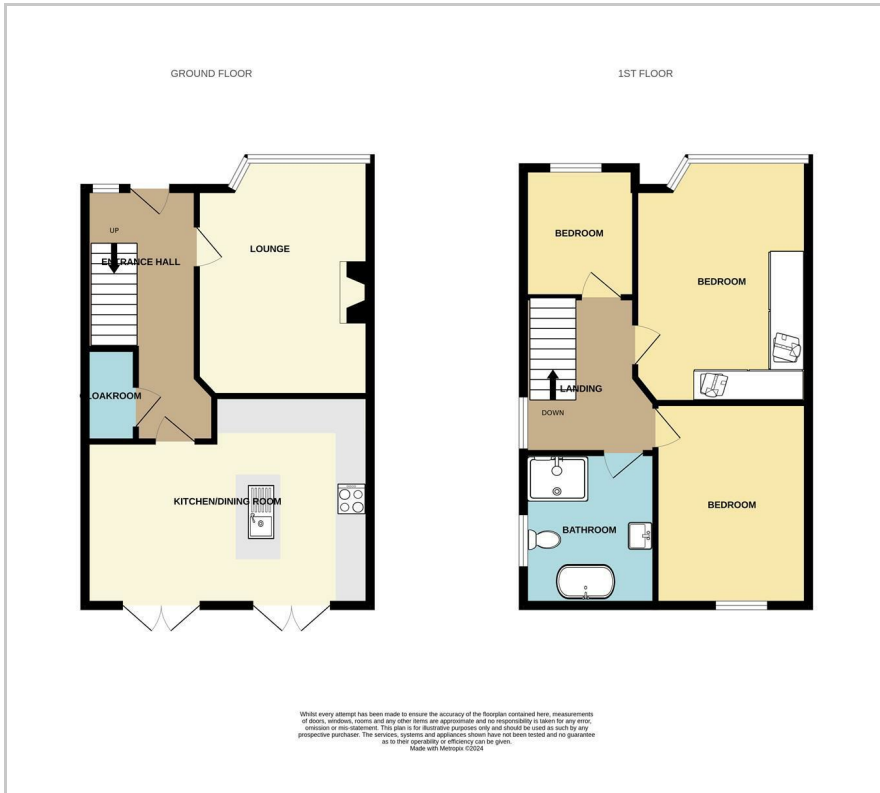 GROUND FLOOR
UP
ENTRANCE HALL
LOUNGE
CLOAKROOM
KITCHEN/DINING ROOM
1ST FLOOR
BEDROOM
BEDROOM
LANDING
DOWN
BATHROOM
BEDROOM
Whilst every attempt has been made to ensure the accuracy of the floorplan contained here, measurements
of doors, windows, rooms and any other items are approximate and no responsibility is taken for any error,
omission or mis-statement. This plan is for illustrative purposes only and should be used as such by any
prospective purchaser. The services, systems and appliances shown have not been tested and no guarantee
as to their operability or efficiency can be given.
Made with Metropix ©2024